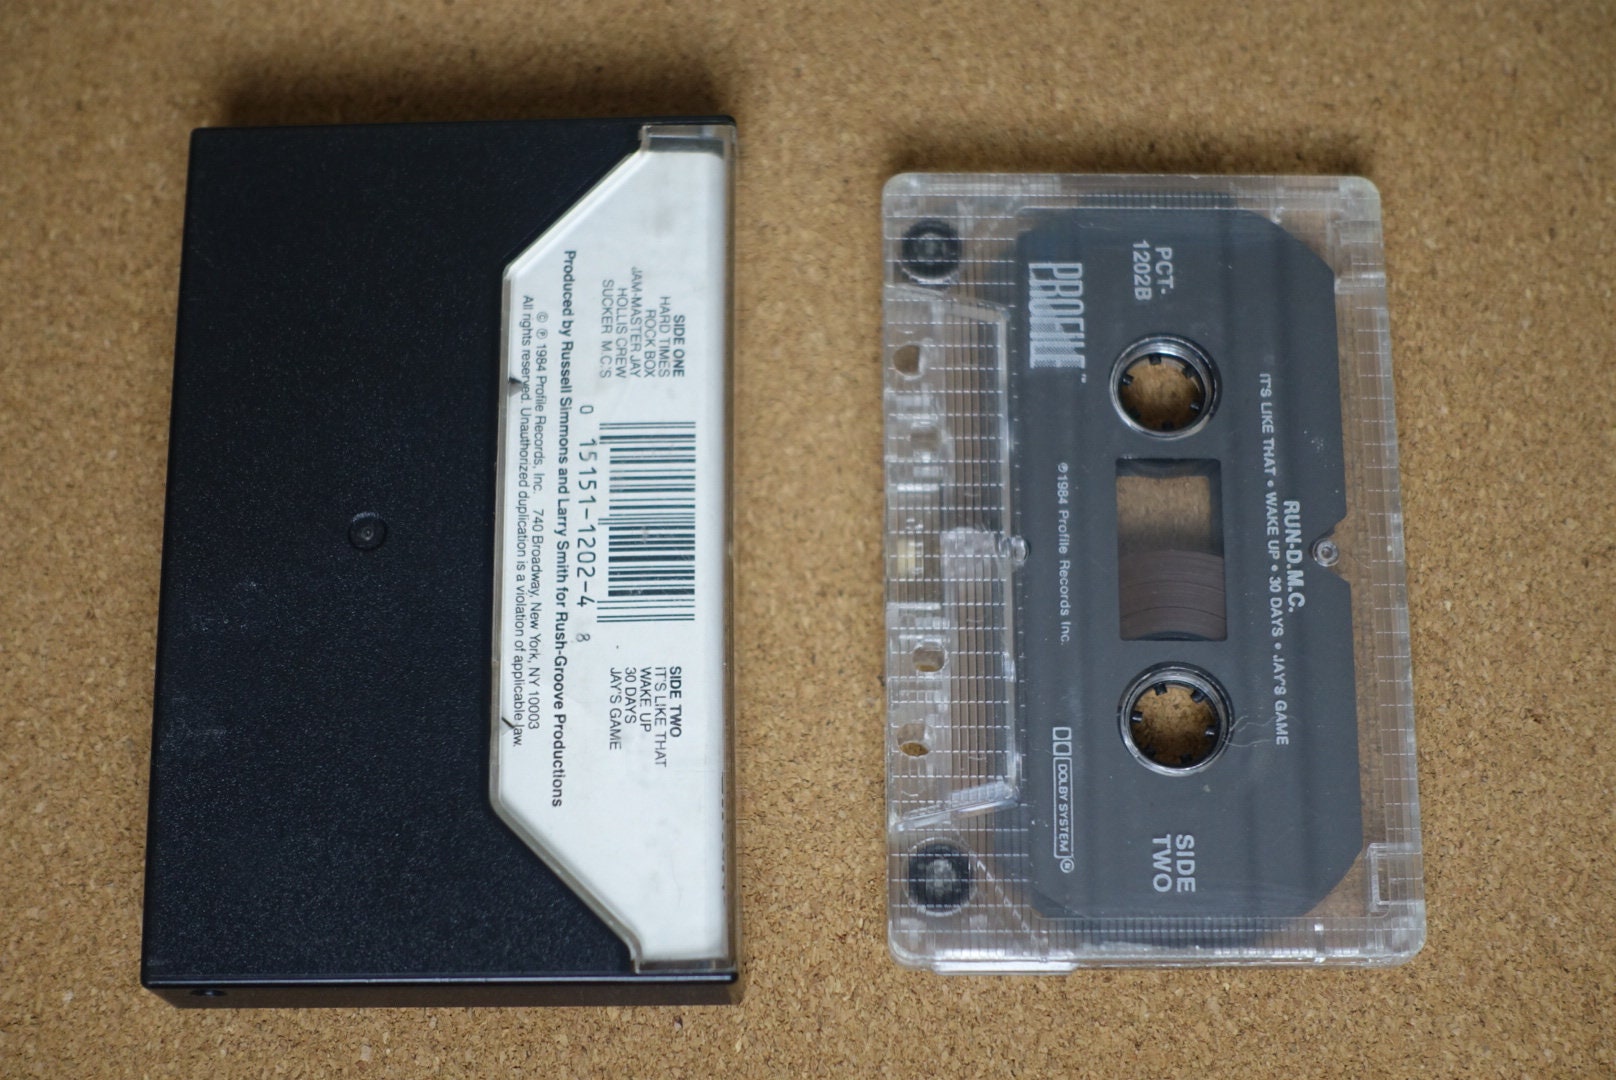 SIDE ONE
HARD TIMES
ROCK BOX
JAM-MASTER JAY
HOLLIS CREW
SUCKER M.C.'S
0 15151-1202-4 8
SIDE TWO
IT'S LIKE THAT
WAKE UP
30 DAYS
JAY'S GAME
Produced by Russell Simmons and Larry Smith for Rush-Groove Productions
© ℗ 1984 Profile Records, Inc. 740 Broadway, New York, NY 10003
All rights reserved. Unauthorized duplication is a violation of applicable law.
RUN-D.M.C.
IT'S LIKE THAT • WAKE UP • 30 DAYS • JAY'S GAME
PCT-
1202B
SIDE
TWO
PROFILE™
℗1984 Profile Records Inc.
DOLBY SYSTEM®